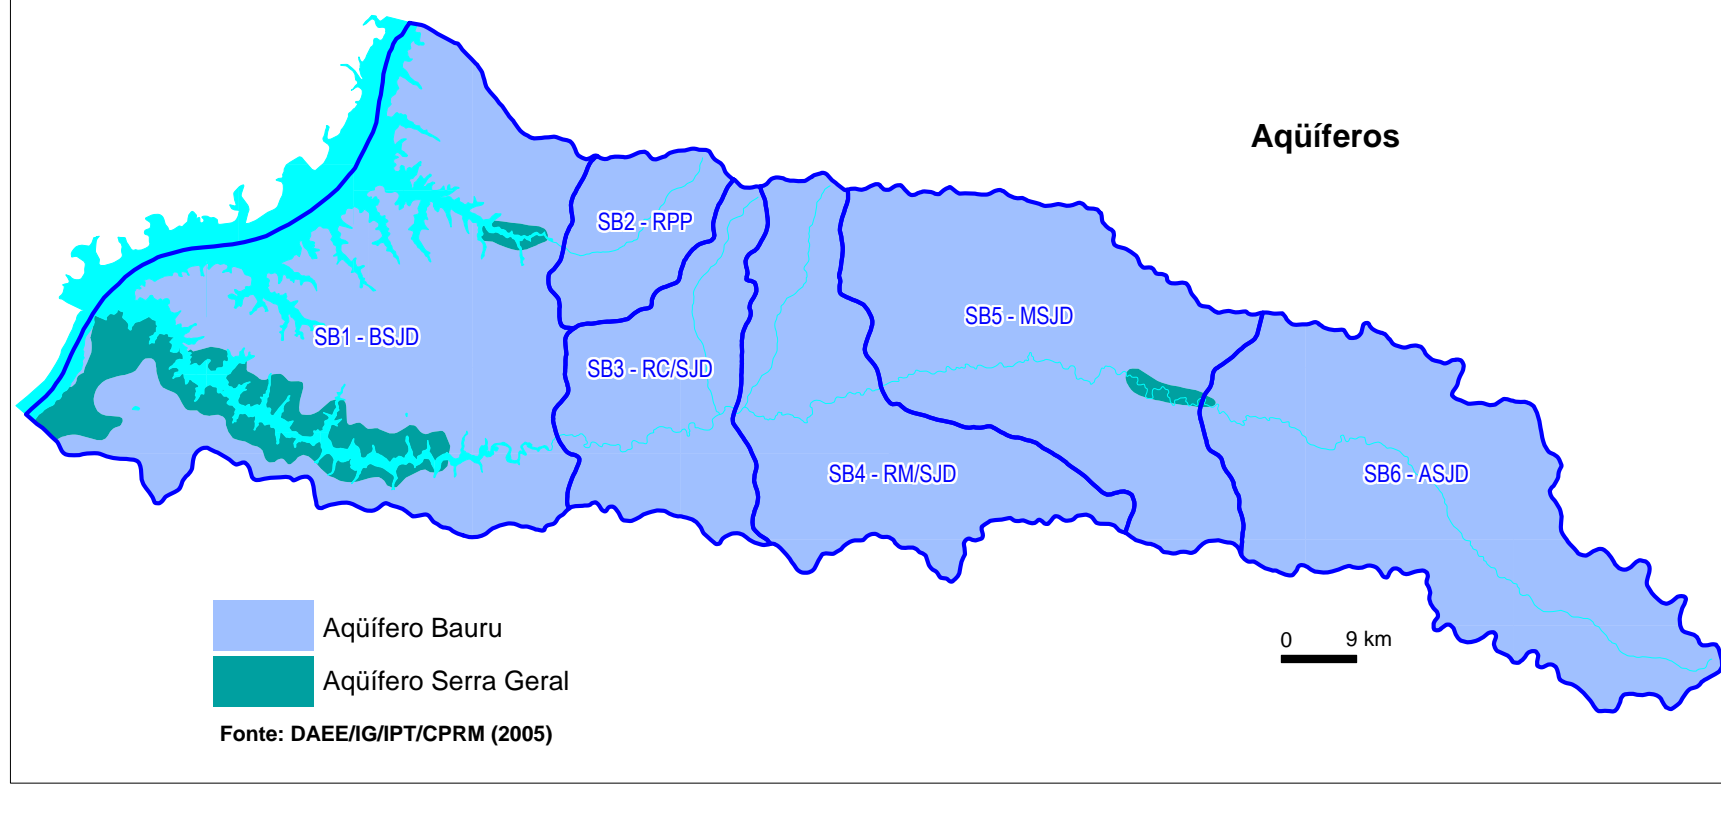 Aqüíferos
SB2 - RPP
SB5 - MSJD
SB1 - BSJD
SB3 - RC/SJD
SB4 - RM/SJD
SB6 - ASJD
Aqüífero Bauru
0 9 km
Aqüífero Serra Geral
Fonte: DAEE/IG/IPT/CPRM (2005)